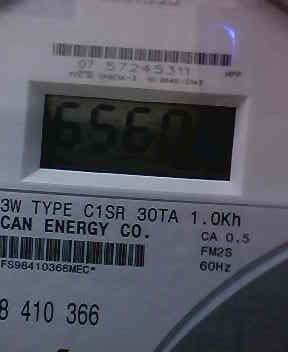 07 57245311 MPP
6560
3W TYPE C1SR 30TA 1.0Kh
CAN ENERGY CO. CA 0.5
FM2S
FS98410366MEC* 60Hz
8 410 366